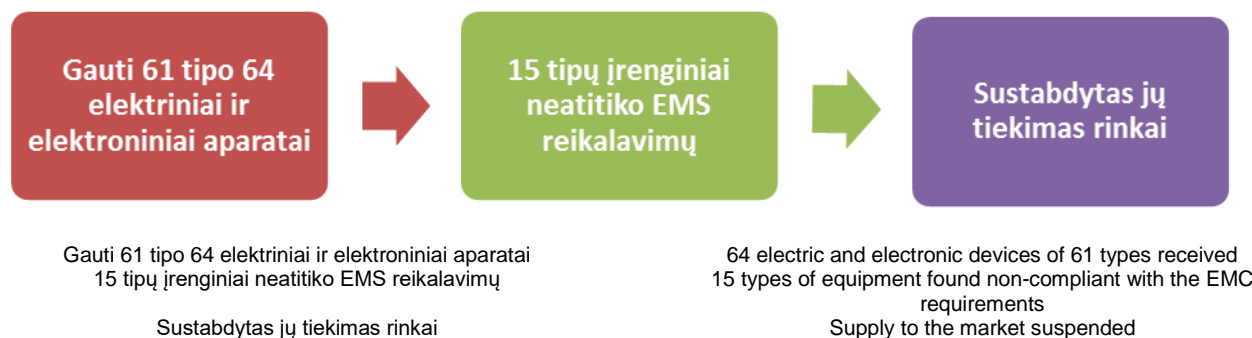 Gauti 61 tipo 64
elektriniai ir
elektroniniai aparatai
15 tipų įrenginiai
neatitiko EMS
reikalavimų
Sustabdytas jų
tiekimas rinkai
Gauti 61 tipo 64 elektriniai ir elektroniniai aparatai
15 tipų įrenginiai neatitiko EMS reikalavimų
Sustabdytas jų tiekimas rinkai
64 electric and electronic devices of 61 types received
15 types of equipment found non-compliant with the EMC
requirements
Supply to the market suspended